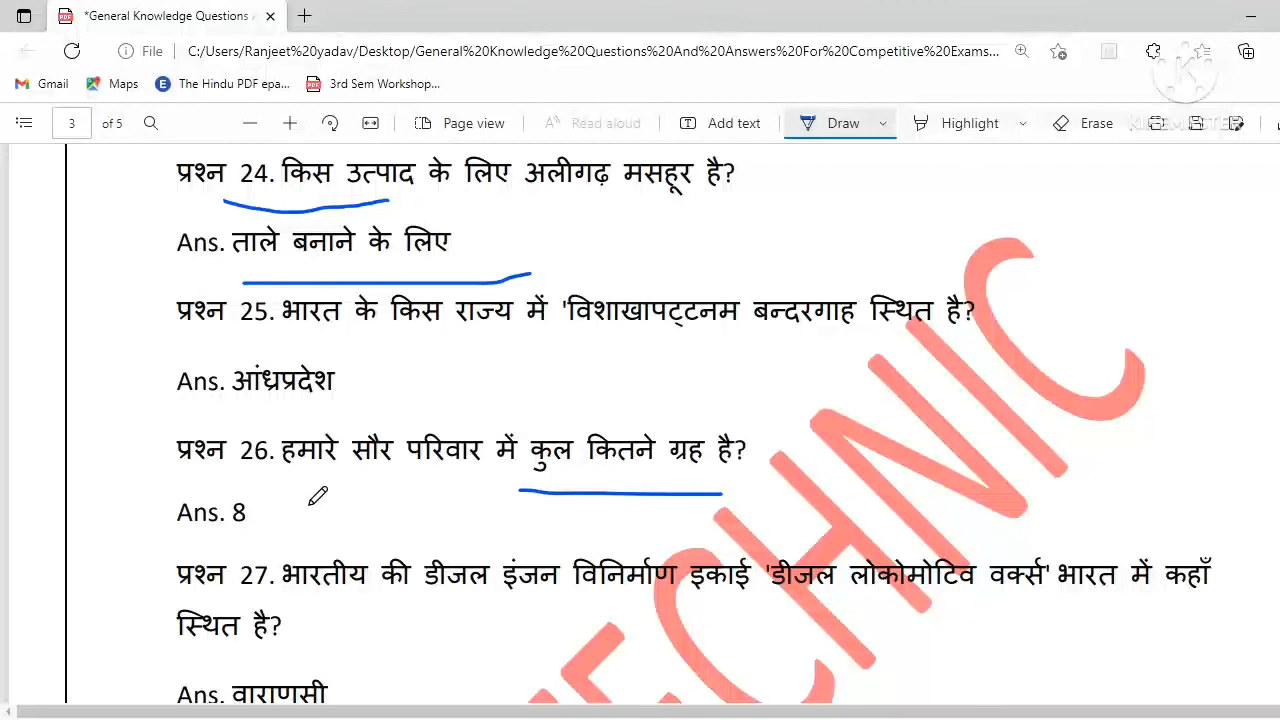 *General Knowledge Questions A
File C:/Users/Ranjeet%20yadav/Desktop/General%20Knowledge%20Questions%20And%20Answers%20For%20Competitive%20Exams...
Gmail Maps The Hindu PDF epa... 3rd Sem Workshop...
3 of 5 Page view Read aloud Add text Draw Highlight Erase
प्रश्न 24. किस उत्पाद के लिए अलीगढ़ मसहूर है?
Ans. ताले बनाने के लिए
प्रश्न 25. भारत के किस राज्य में 'विशाखापट्टनम बन्दरगाह स्थित है?
Ans. आंध्रप्रदेश
प्रश्न 26. हमारे सौर परिवार में कुल कितने ग्रह है?
Ans. 8
प्रश्न 27. भारतीय की डीजल इंजन विनिर्माण इकाई 'डीजल लोकोमोटिव वर्क्स' भारत में कहाँ
स्थित है?
Ans. वाराणसी